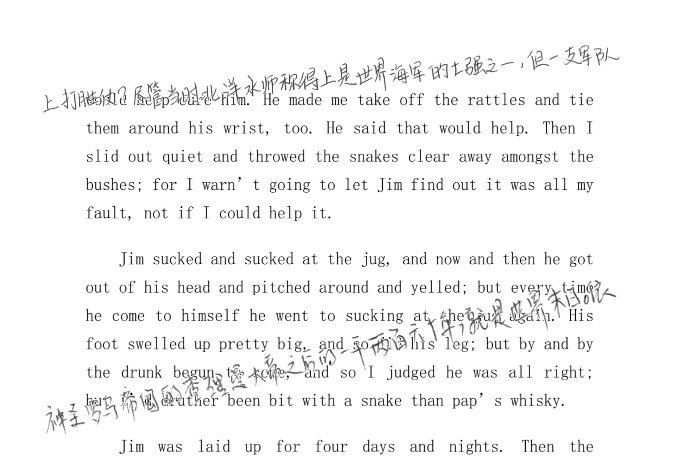 上打胜仗?尽管当时北洋水师称得上是世界海军的七强之一,但一支军队
help cure him. He made me take off the rattles and tie
them around his wrist, too. He said that would help. Then I
slid out quiet and throwed the snakes clear away amongst the
bushes; for I warn't going to let Jim find out it was all my
fault, not if I could help it.
Jim sucked and sucked at the jug, and now and then he got
out of his head and pitched around and yelled; but every time
he come to himself he went to sucking at the jug again. His
foot swelled up pretty big, and so did his leg; but by and by
the drunk begun to come, and so I judged he was all right;
but I'd druther been bit with a snake than pap's whisky.
神圣罗马帝国的查理曼大帝之后的一千两百六十年,就是世界末日。依
Jim was laid up for four days and nights. Then the